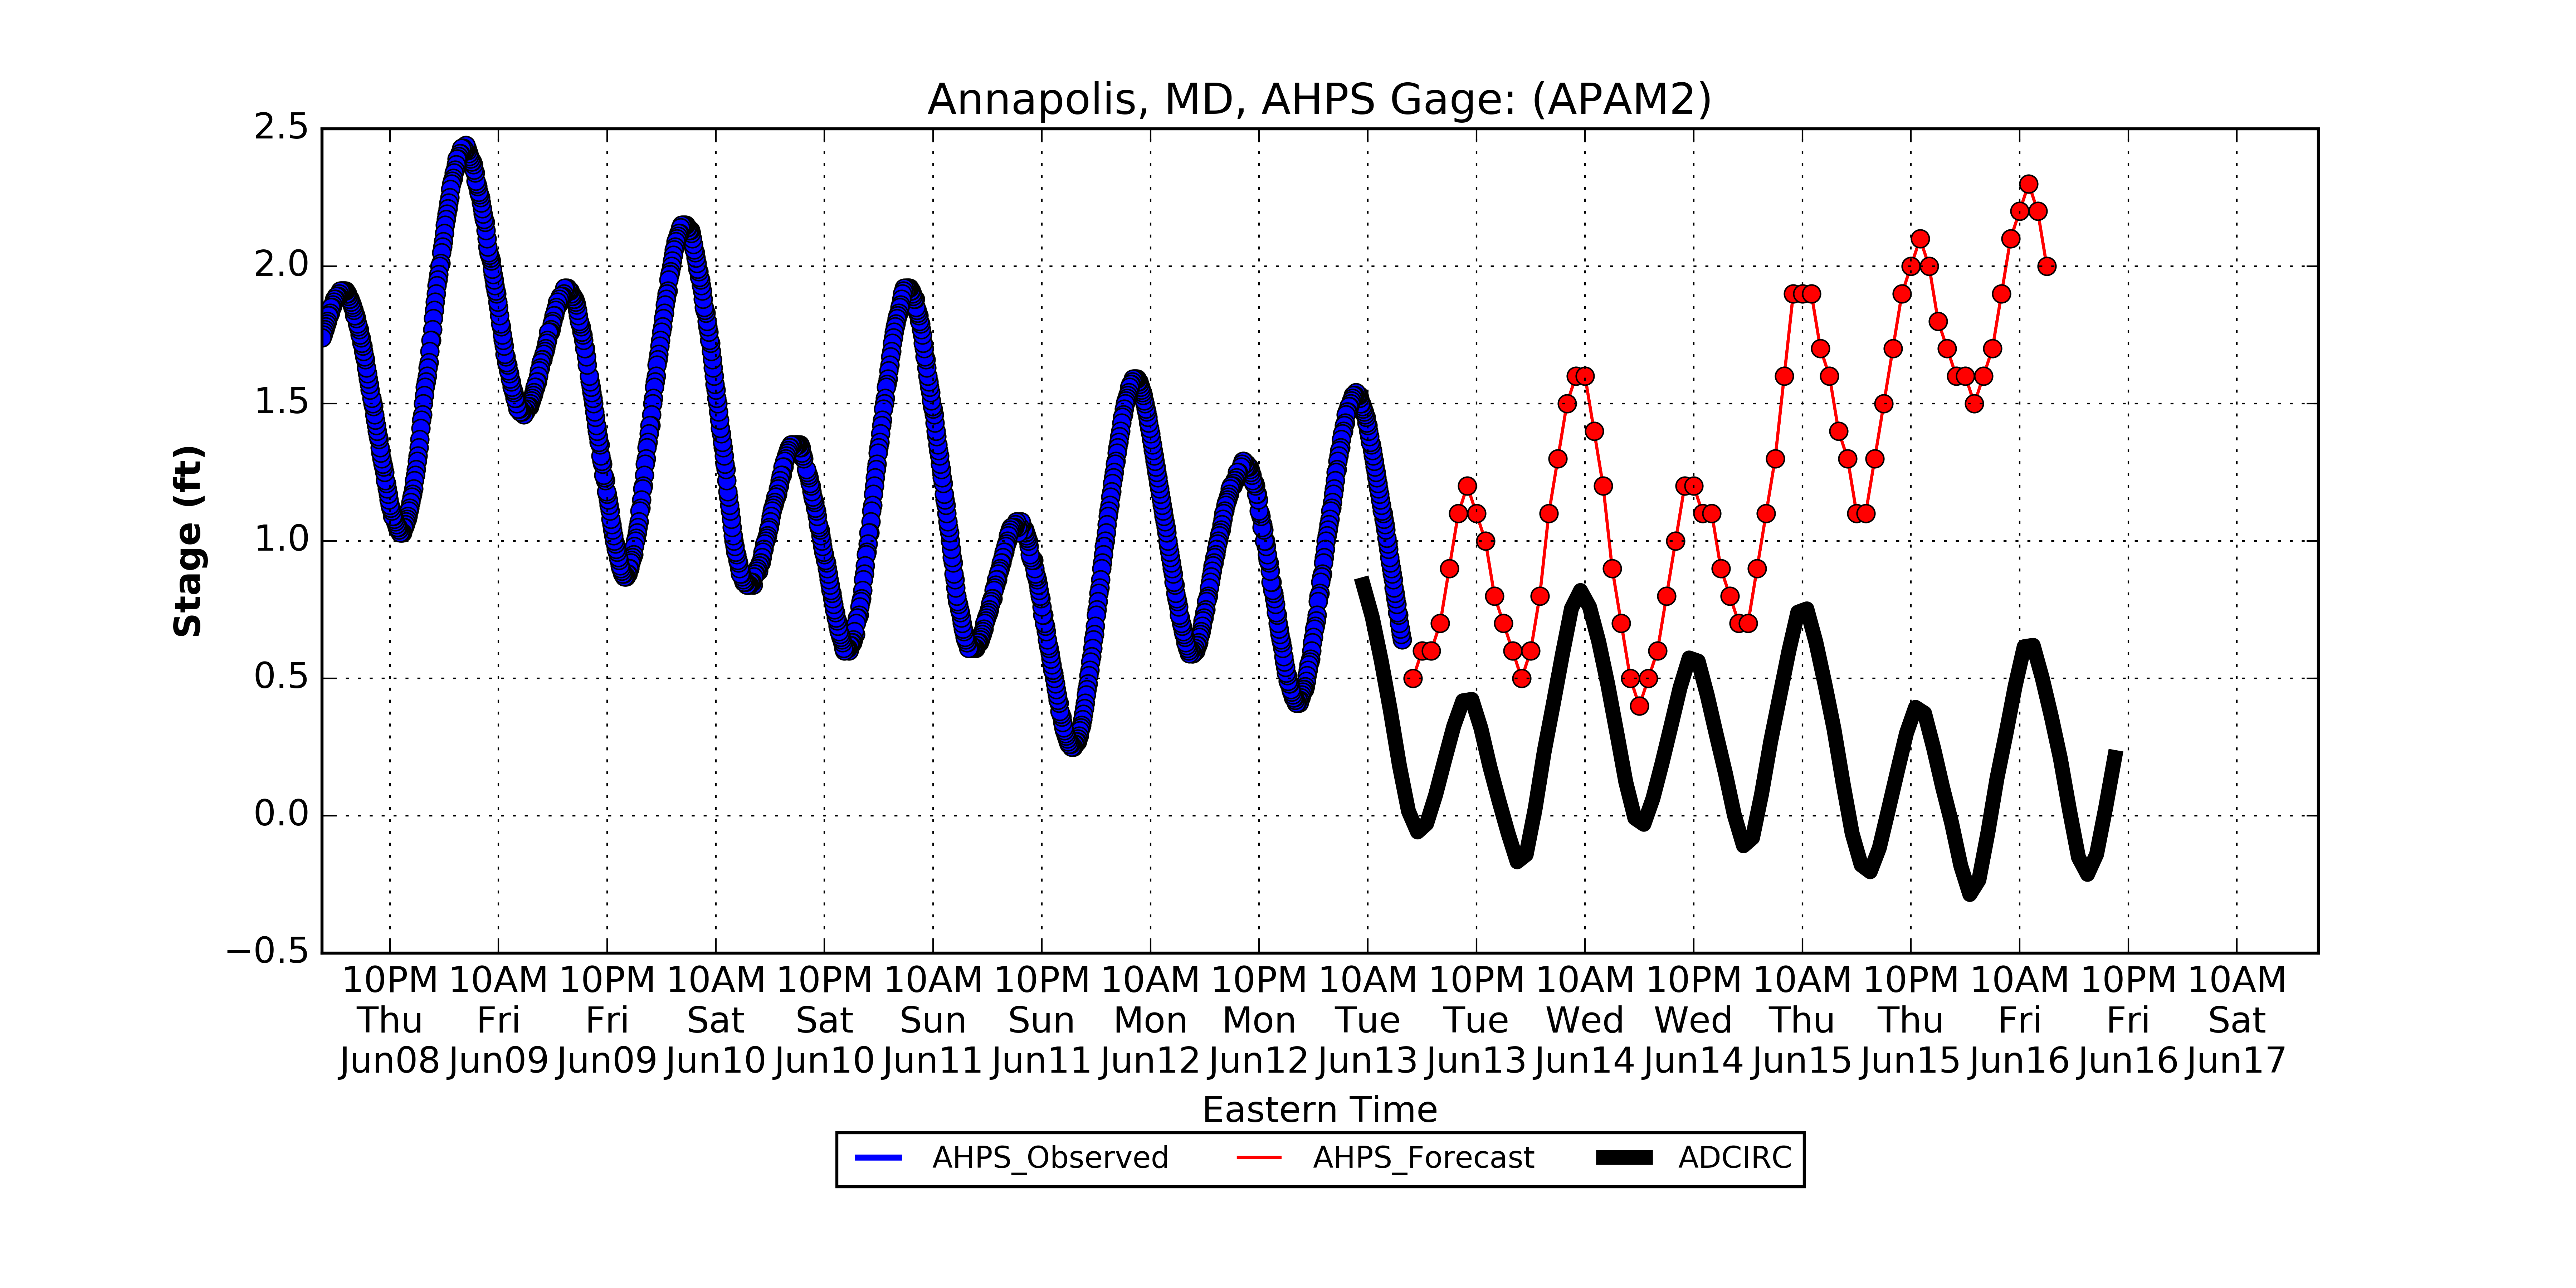 Annapolis, MD, AHPS Gage: (APAM2)
Stage (ft)
2.5
2.0
1.5
1.0
0.5
0.0
−0.5
10PM 10AM 10PM 10AM 10PM 10AM 10PM 10AM 10PM 10AM 10PM 10AM 10PM 10AM 10PM 10AM 10PM 10AM
Thu Fri Fri Sat Sat Sun Sun Mon Mon Tue Tue Wed Wed Thu Thu Fri Fri Sat
Jun08 Jun09 Jun09 Jun10 Jun10 Jun11 Jun11 Jun12 Jun12 Jun13 Jun13 Jun14 Jun14 Jun15 Jun15 Jun16 Jun16 Jun17
Eastern Time
AHPS_Observed AHPS_Forecast ADCIRC